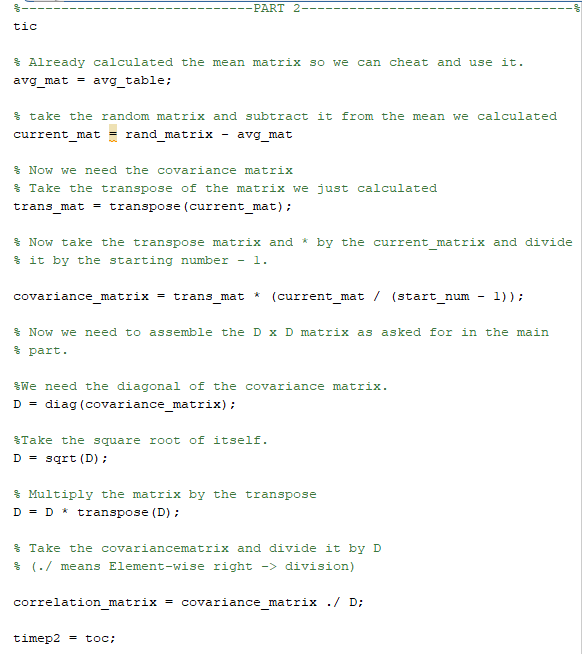 %-----------------------------PART 2----------------------------------%
tic
% Already calculated the mean matrix so we can cheat and use it.
avg_mat = avg_table;
% take the random matrix and subtract it from the mean we calculated
current_mat = rand_matrix - avg_mat
% Now we need the covariance matrix
% Take the transpose of the matrix we just calculated
trans_mat = transpose(current_mat);
% Now take the transpose matrix and * by the current_matrix and divide
% it by the starting number - 1.
covariance_matrix = trans_mat * (current_mat / (start_num - 1));
% Now we need to assemble the D x D matrix as asked for in the main
% part.
%We need the diagonal of the covariance matrix.
D = diag(covariance_matrix);
%Take the square root of itself.
D = sqrt(D);
% Multiply the matrix by the transpose
D = D * transpose(D);
% Take the covariancematrix and divide it by D
% (./ means Element-wise right -> division)
correlation_matrix = covariance_matrix ./ D;
timep2 = toc;